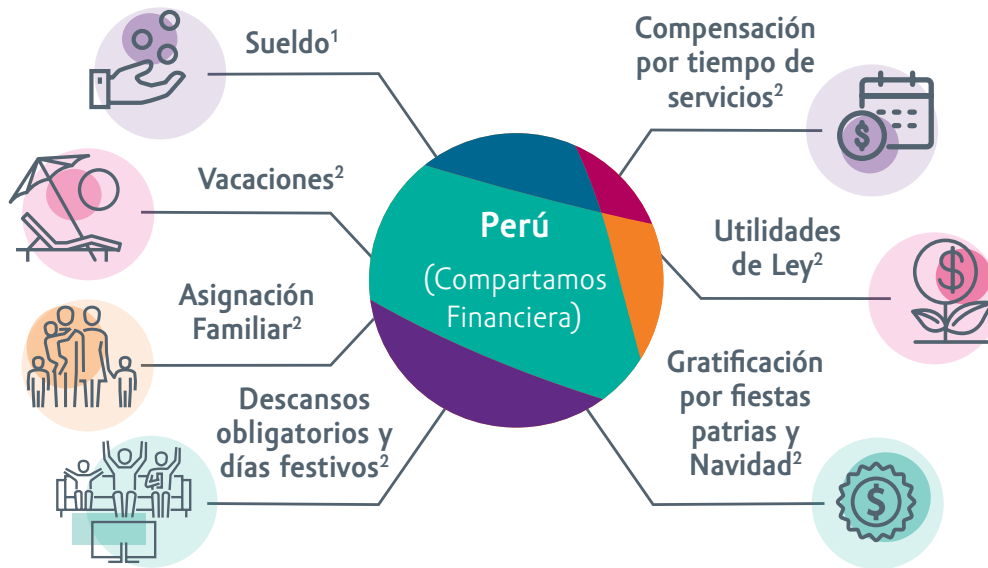 Sueldo¹
Vacaciones²
Asignación
Familiar²
Descansos
obligatorios y
días festivos²
Perú
(Compartamos
Financiera)
Compensación
por tiempo de
servicios²
$
Utilidades
de Ley²
$
Gratificación
por fiestas
patrias y
Navidad²
$